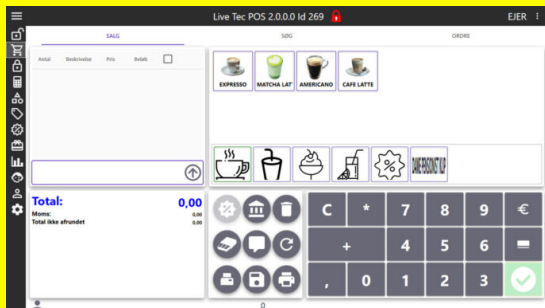 Live Tec POS 2.0.0.0 Id 269
EJER
SALG
SØG
ORDRE
Antal Beskrivelse Pris Beløb
EXPRESSO
MATCHA LAT
AMERICANO
CAFE LATTE
%
Total: 0,00
Moms: 0,00
Total ikke afrundet 0,00
%
C * 7 8 9 €
+ 4 5 6
, 0 1 2 3
0